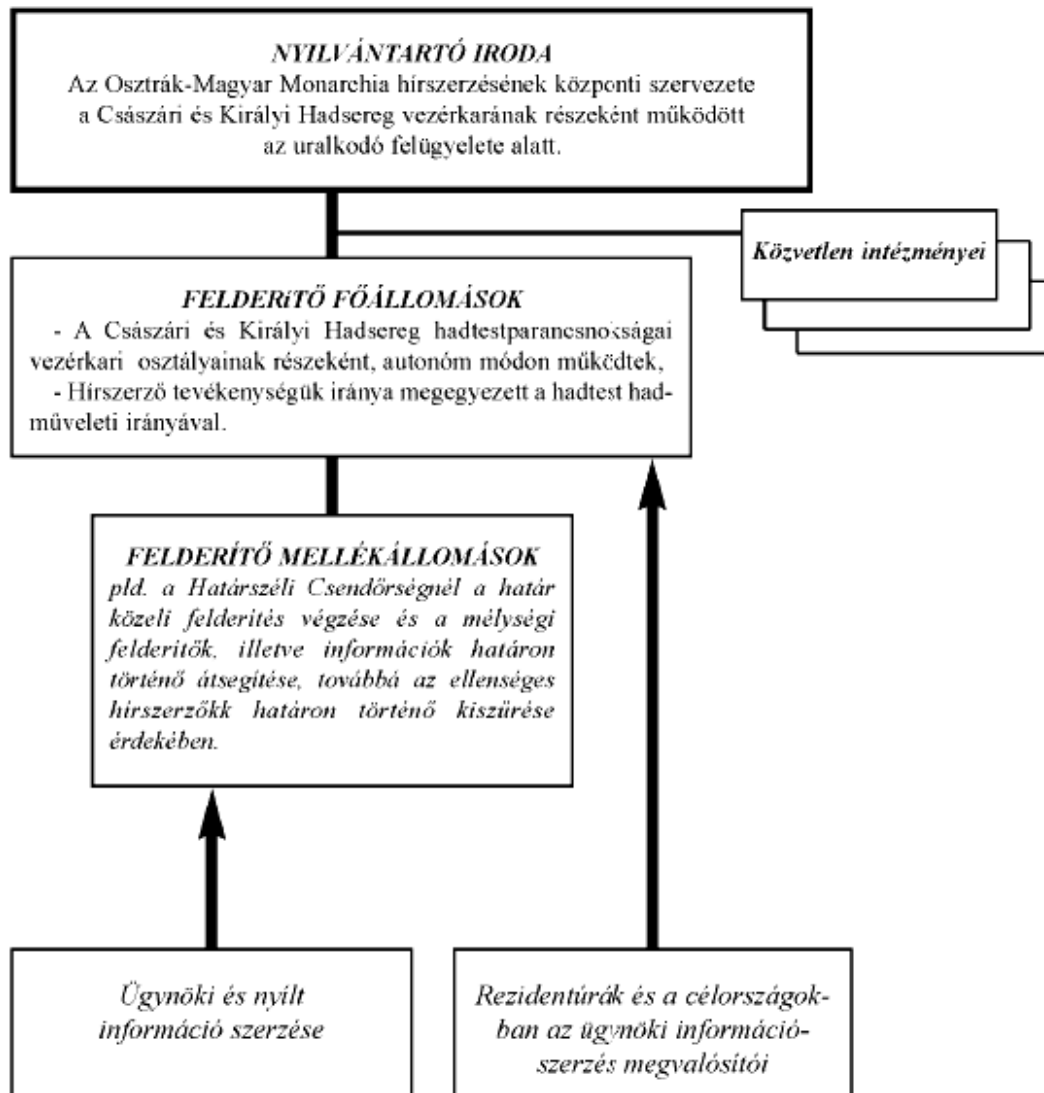 NYILVÁNTARTÓ IRODA
Az Osztrák-Magyar Monarchia hírszerzésének központi szervezete
a Császári és Királyi Hadsereg vezérkarának részeként működött
az uralkodó felügyelete alatt.
Közvetlen intézményei
FELDERíTŐ FŐÁLLOMÁSOK
- A Császári és Királyi Hadsereg hadtestparancsnokságai
vezérkari osztályainak részeként, autonóm módon működtek,
- Hírszerző tevékenységük iránya megegyezett a hadtest had-
műveleti irányával.
FELDERÍTŐ MELLÉKÁLLOMÁSOK
pld. a Határszéli Csendőrségnél a határ
közeli felderítés végzése és a mélységi
felderítők, illetve információk határon
történő átsegítése, továbbá az ellenséges
hírszerzőkk határon történő kiszűrése
érdekében.
Ügynöki és nyílt
információ szerzése
Rezidentúrák és a célországok-
ban az ügynöki információ-
szerzés megvalósítói